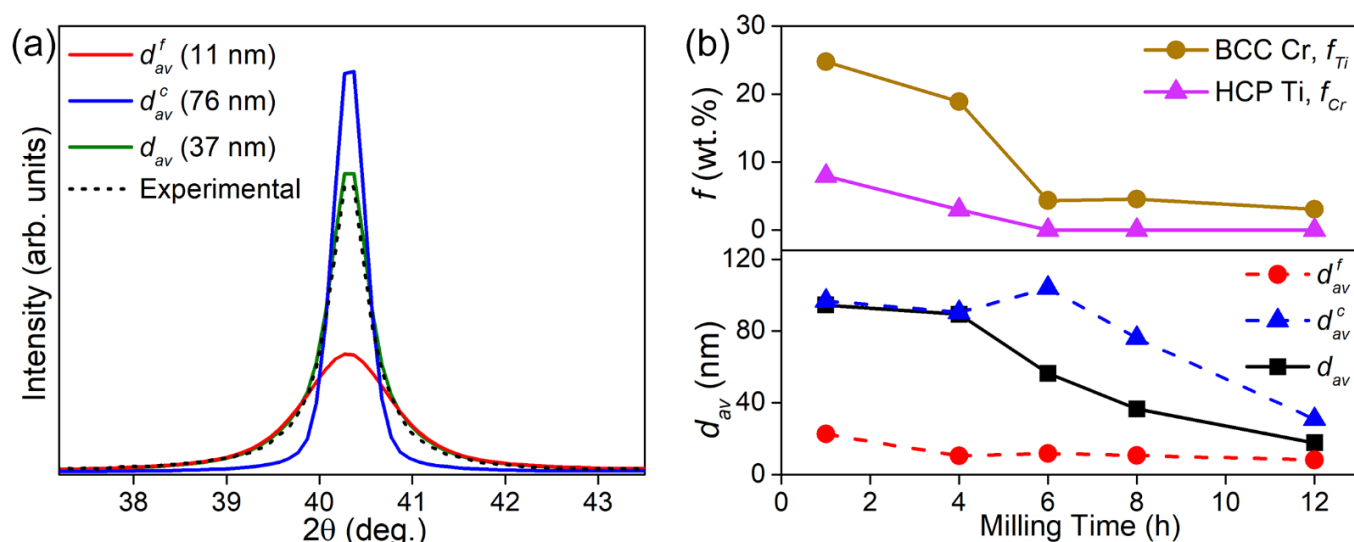 (a)
d_av^f (11 nm)
d_av^c (76 nm)
d_av (37 nm)
Experimental
Intensity (arb. units)
38 39 40 41 42 43
2θ (deg.)
(b)
BCC Cr, f_Ti
HCP Ti, f_Cr
f (wt.%)
30
20
10
0
d_av^f
d_av^c
d_av
d_av (nm)
120
80
40
0
0 2 4 6 8 10 12
Milling Time (h)